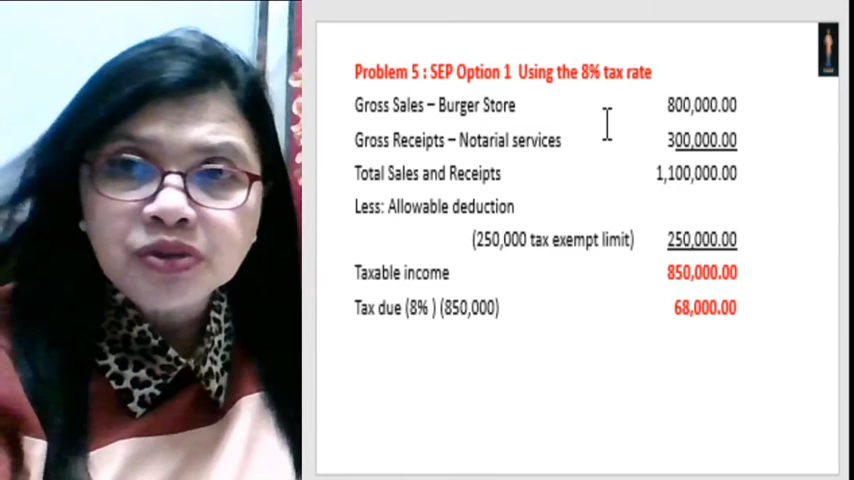 Problem 5 : SEP Option 1 Using the 8% tax rate
Gross Sales – Burger Store 800,000.00
Gross Receipts – Notarial services 300,000.00
Total Sales and Receipts 1,100,000.00
Less: Allowable deduction
(250,000 tax exempt limit) 250,000.00
Taxable income 850,000.00
Tax due (8% ) (850,000) 68,000.00